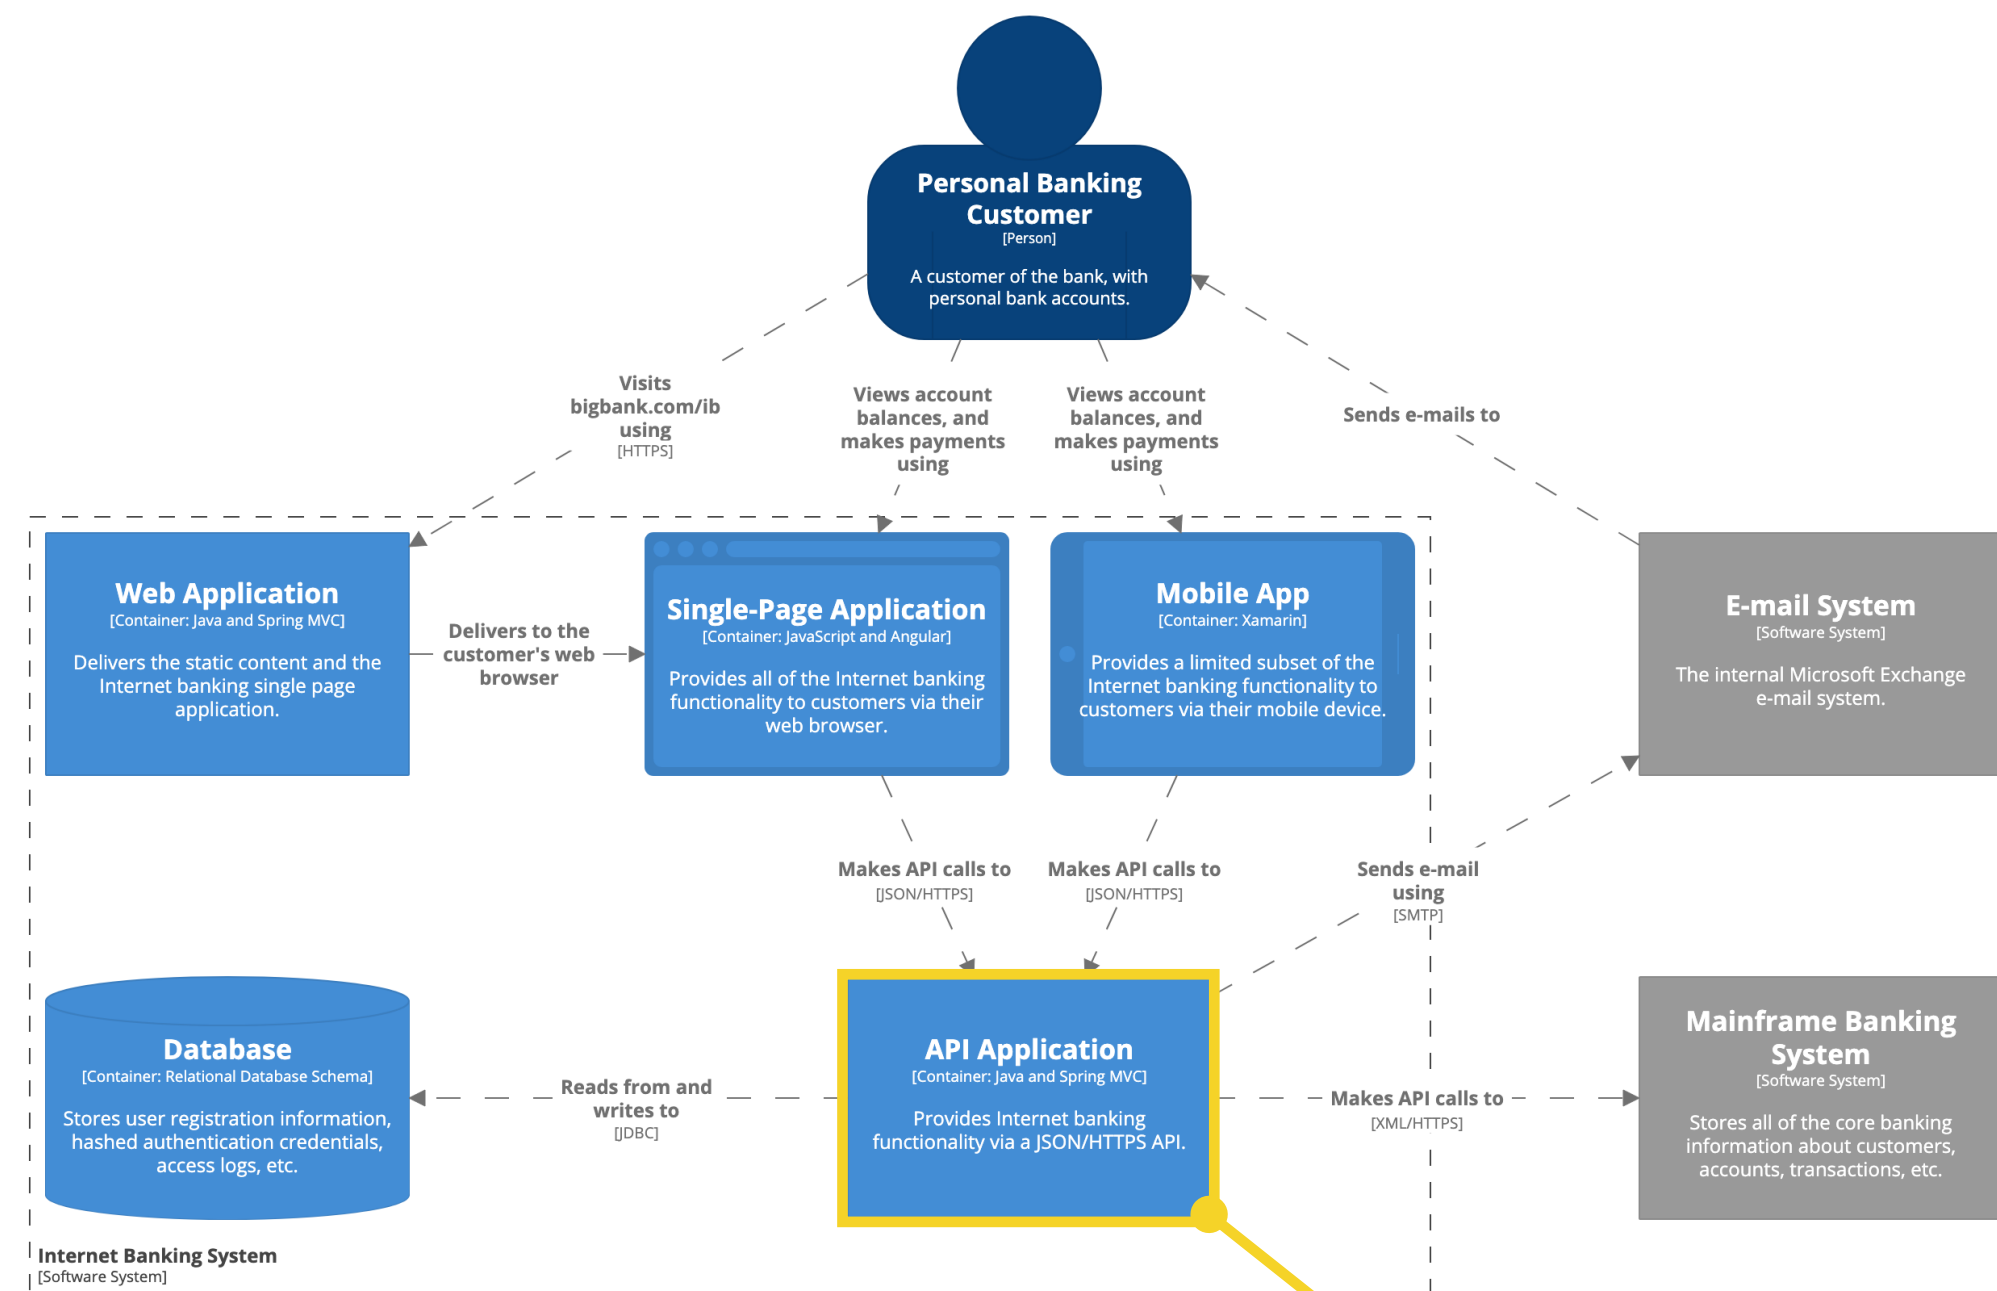 Personal Banking
Customer
[Person]
A customer of the bank, with
personal bank accounts.
Visits
bigbank.com/ib
using
[HTTPS]
Views account
balances, and
makes payments
using
Views account
balances, and
makes payments
using
Sends e-mails to
Web Application
[Container: Java and Spring MVC]
Delivers the static content and the
Internet banking single page
application.
Delivers to the
customer's web
browser
Single-Page Application
[Container: JavaScript and Angular]
Provides all of the Internet banking
functionality to customers via their
web browser.
Mobile App
[Container: Xamarin]
Provides a limited subset of the
Internet banking functionality to
customers via their mobile device.
E-mail System
[Software System]
The internal Microsoft Exchange
e-mail system.
Makes API calls to
[JSON/HTTPS]
Makes API calls to
[JSON/HTTPS]
Sends e-mail
using
[SMTP]
Database
[Container: Relational Database Schema]
Stores user registration information,
hashed authentication credentials,
access logs, etc.
Reads from and
writes to
[JDBC]
API Application
[Container: Java and Spring MVC]
Provides Internet banking
functionality via a JSON/HTTPS API.
Makes API calls to
[XML/HTTPS]
Mainframe Banking
System
[Software System]
Stores all of the core banking
information about customers,
accounts, transactions, etc.
Internet Banking System
[Software System]